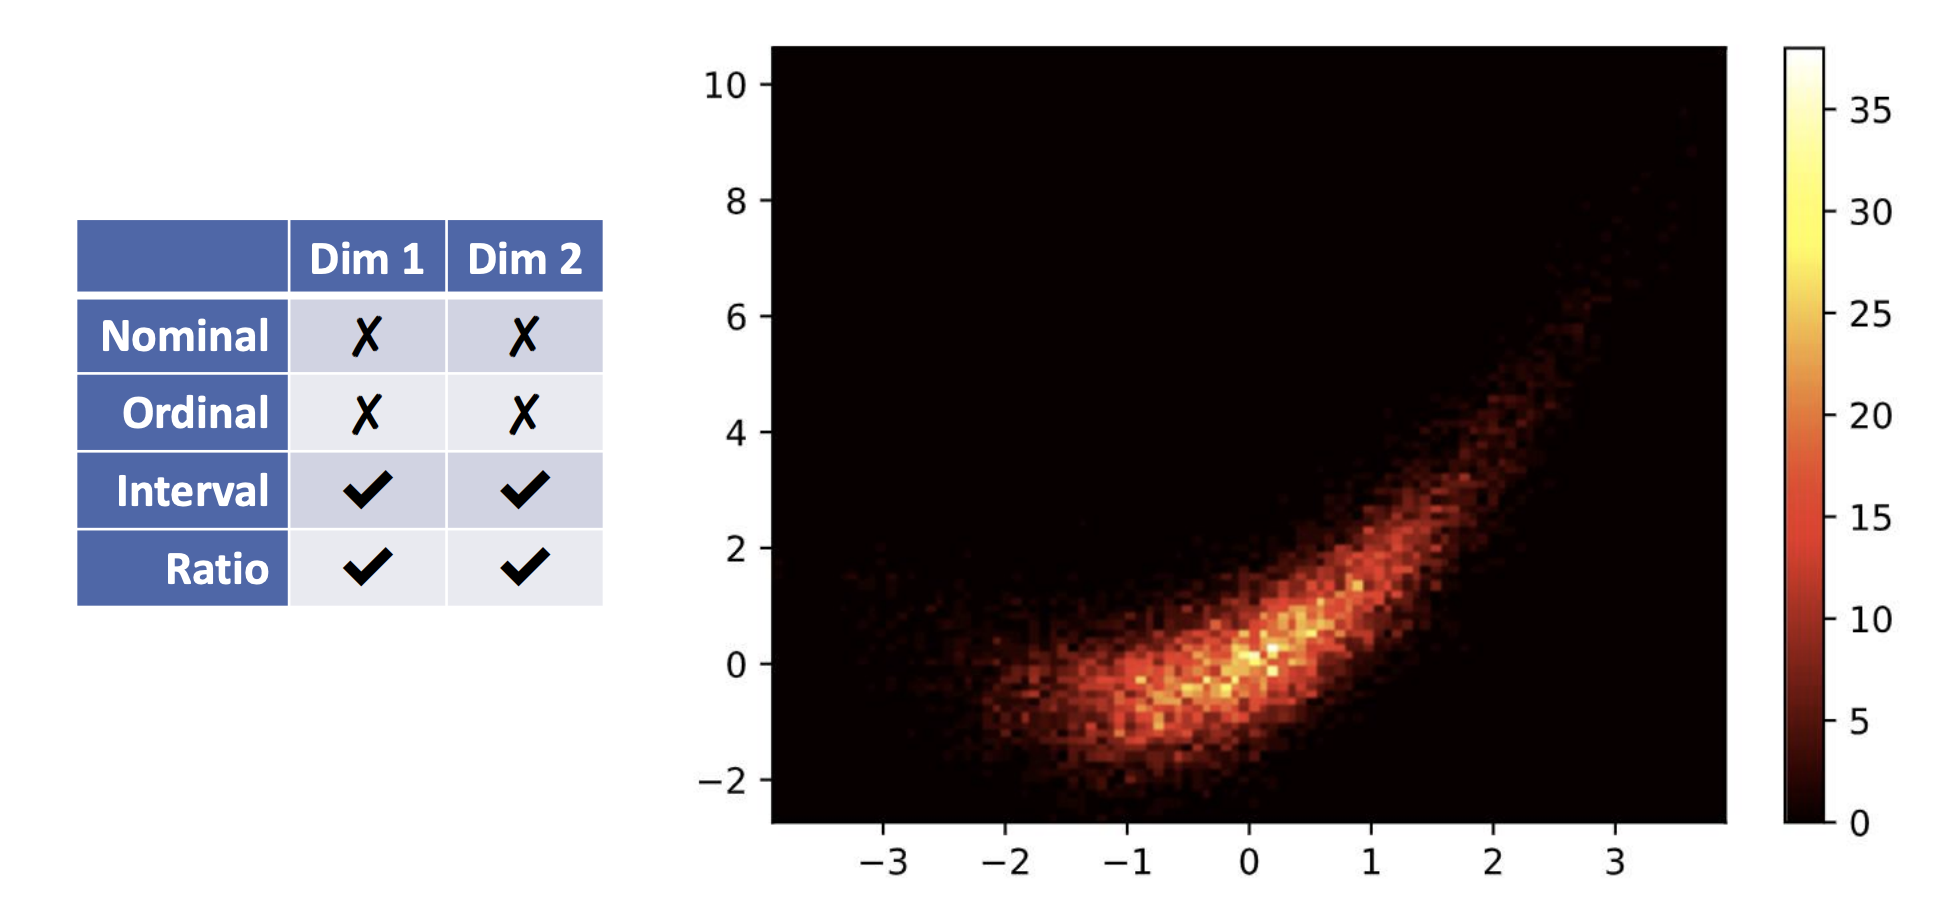 Dim 1 Dim 2
Nominal ✗ ✗
Ordinal ✗ ✗
Interval ✔ ✔
Ratio ✔ ✔
10
8
6
4
2
0
−2
−3 −2 −1 0 1 2 3
35
30
25
20
15
10
5
0